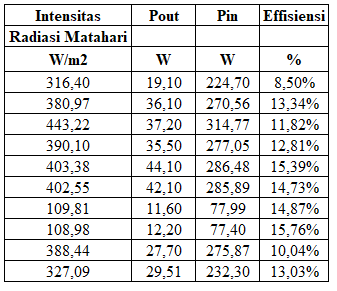 Intensitas Pout Pin Effisiensi
Radiasi Matahari
W/m2 W W %
316,40 19,10 224,70 8,50%
380,97 36,10 270,56 13,34%
443,22 37,20 314,77 11,82%
390,10 35,50 277,05 12,81%
403,38 44,10 286,48 15,39%
402,55 42,10 285,89 14,73%
109,81 11,60 77,99 14,87%
108,98 12,20 77,40 15,76%
388,44 27,70 275,87 10,04%
327,09 29,51 232,30 13,03%